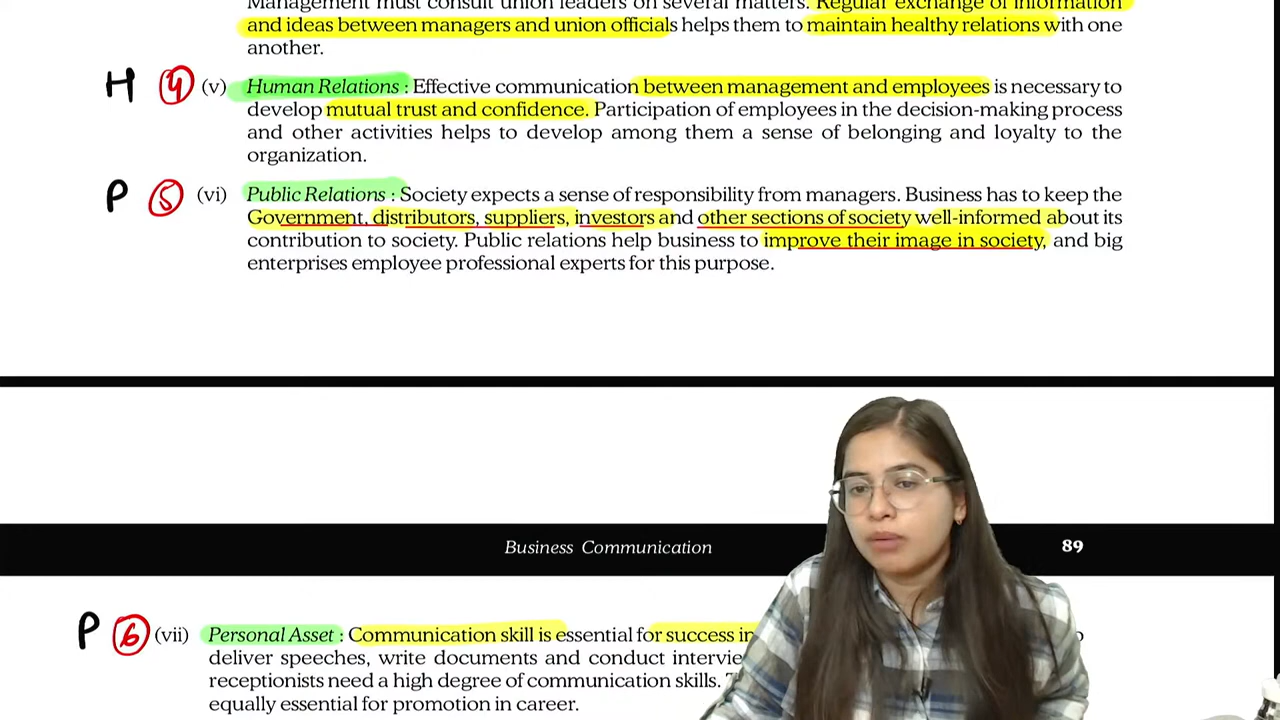 Management must consult union leaders on several matters. Regular exchange of information
and ideas between managers and union officials helps them to maintain healthy relations with one
another.
H 4 (v) Human Relations : Effective communication between management and employees is necessary to
develop mutual trust and confidence. Participation of employees in the decision-making process
and other activities helps to develop among them a sense of belonging and loyalty to the
organization.
P 5 (vi) Public Relations : Society expects a sense of responsibility from managers. Business has to keep the
Government, distributors, suppliers, investors and other sections of society well-informed about its
contribution to society. Public relations help business to improve their image in society, and big
enterprises employee professional experts for this purpose.
Business Communication 89
P 6 (vii) Personal Asset : Communication skill is essential for success in
deliver speeches, write documents and conduct
receptionists need a high degree of communication skills.
equally essential for promotion in career.